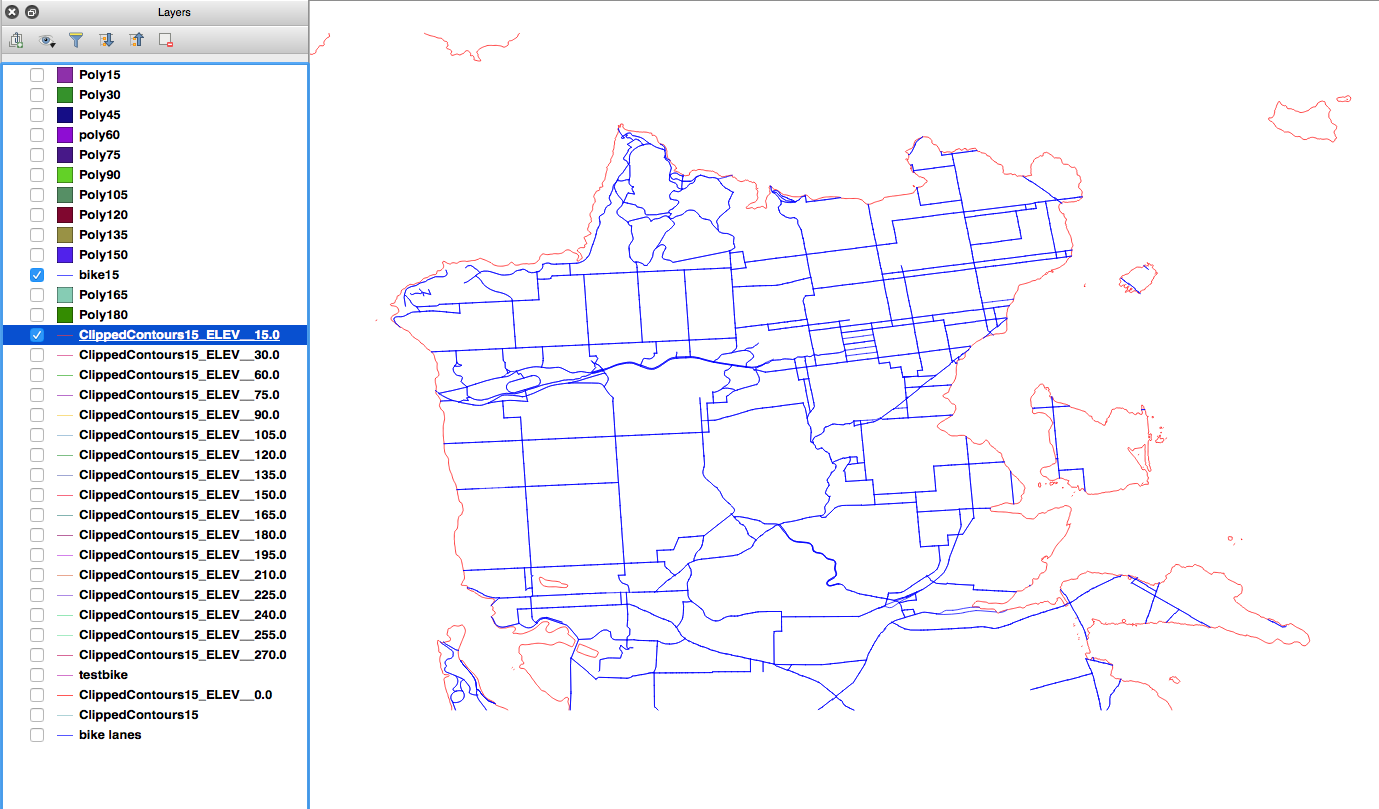 Layers
Poly15
Poly30
Poly45
poly60
Poly75
Poly90
Poly105
Poly120
Poly135
Poly150
bike15
Poly165
Poly180
ClippedContours15_ELEV__15.0
ClippedContours15_ELEV__30.0
ClippedContours15_ELEV__60.0
ClippedContours15_ELEV__75.0
ClippedContours15_ELEV__90.0
ClippedContours15_ELEV__105.0
ClippedContours15_ELEV__120.0
ClippedContours15_ELEV__135.0
ClippedContours15_ELEV__150.0
ClippedContours15_ELEV__165.0
ClippedContours15_ELEV__180.0
ClippedContours15_ELEV__195.0
ClippedContours15_ELEV__210.0
ClippedContours15_ELEV__225.0
ClippedContours15_ELEV__240.0
ClippedContours15_ELEV__255.0
ClippedContours15_ELEV__270.0
testbike
ClippedContours15_ELEV__0.0
ClippedContours15
bike lanes